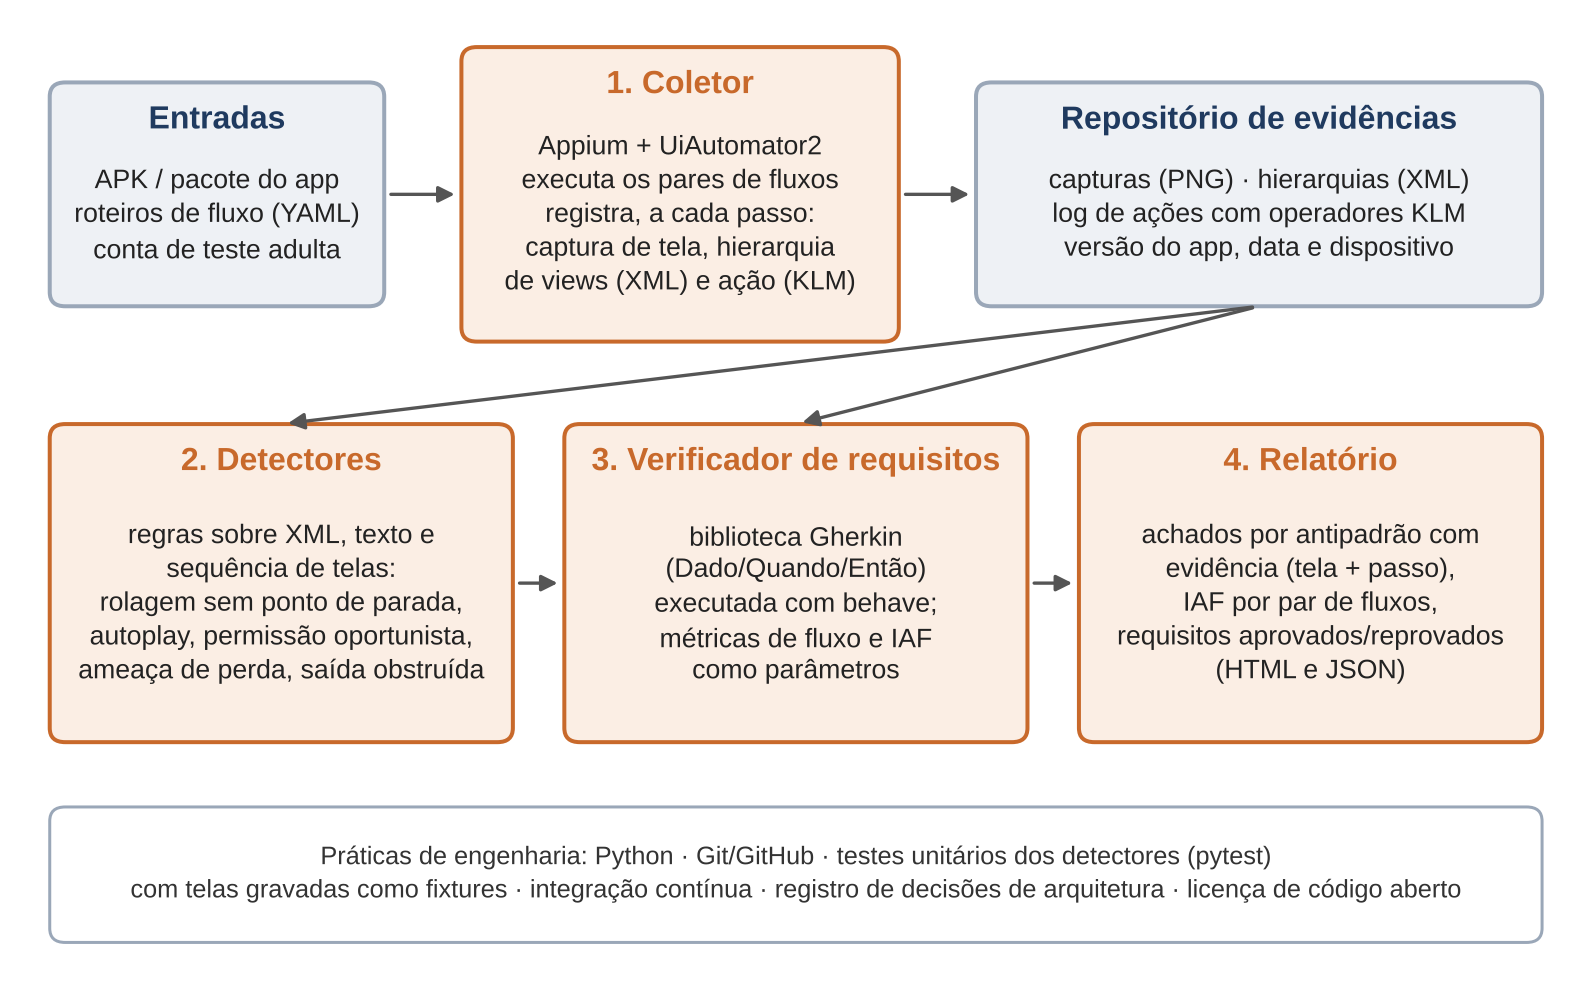 Entradas
APK / pacote do app
roteiros de fluxo (YAML)
conta de teste adulta
1. Coletor
Appium + UiAutomator2
executa os pares de fluxos
registra, a cada passo:
captura de tela, hierarquia
de views (XML) e ação (KLM)
Repositório de evidências
capturas (PNG) · hierarquias (XML)
log de ações com operadores KLM
versão do app, data e dispositivo
2. Detectores
regras sobre XML, texto e
sequência de telas:
rolagem sem ponto de parada,
autoplay, permissão oportunista,
ameaça de perda, saída obstruída
3. Verificador de requisitos
biblioteca Gherkin
(Dado/Quando/Então)
executada com behave;
métricas de fluxo e IAF
como parâmetros
4. Relatório
achados por antipadrão com
evidência (tela + passo),
IAF por par de fluxos,
requisitos aprovados/reprovados
(HTML e JSON)
Práticas de engenharia: Python · Git/GitHub · testes unitários dos detectores (pytest)
com telas gravadas como fixtures · integração contínua · registro de decisões de arquitetura · licença de código aberto